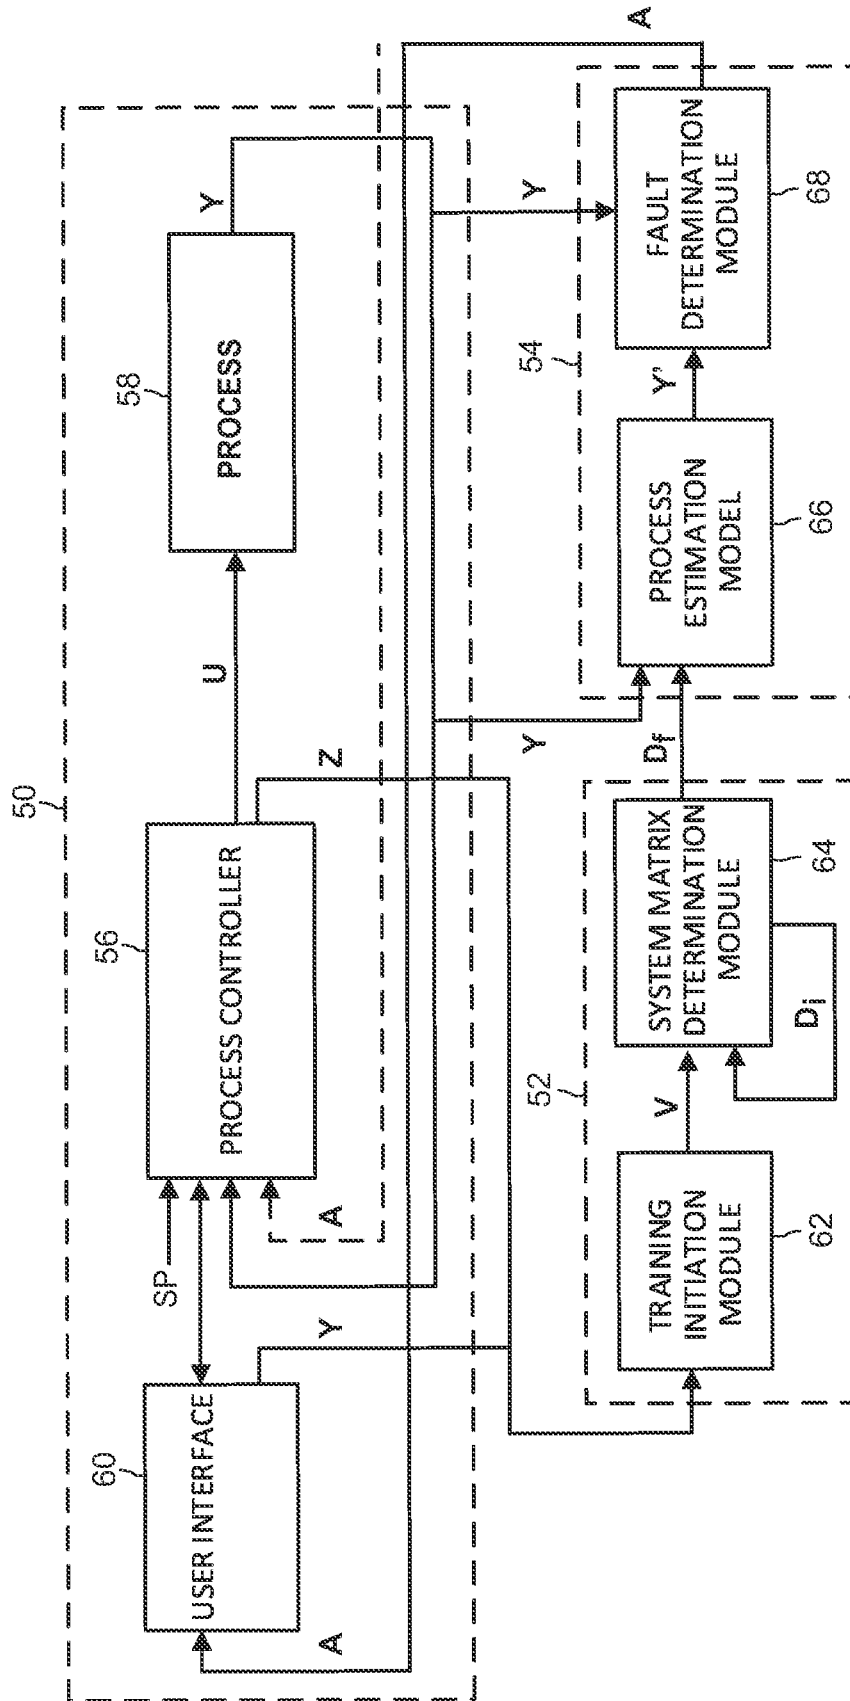 50
60
USER INTERFACE
SP
56
PROCESS CONTROLLER
U
58
PROCESS
Y
A
Y
A
Z
A
52
Y
54
Y
62
TRAINING
INITIATION
MODULE
V
64
SYSTEM MATRIX
DETERMINATION
MODULE
Di
Df
66
PROCESS
ESTIMATION
MODEL
Y'
68
FAULT
DETERMINATION
MODULE